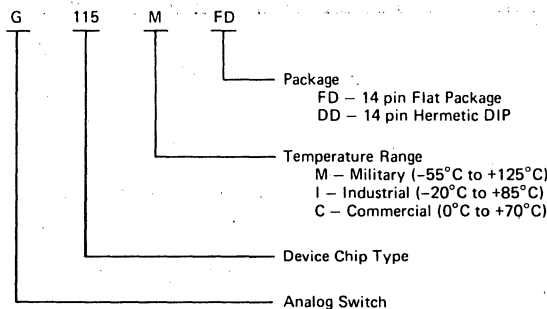 G 115 M FD
Package
FD – 14 pin Flat Package
DD – 14 pin Hermetic DIP
Temperature Range
M – Military (-55°C to +125°C)
I – Industrial (-20°C to +85°C)
C – Commercial (0°C to +70°C)
Device Chip Type
Analog Switch